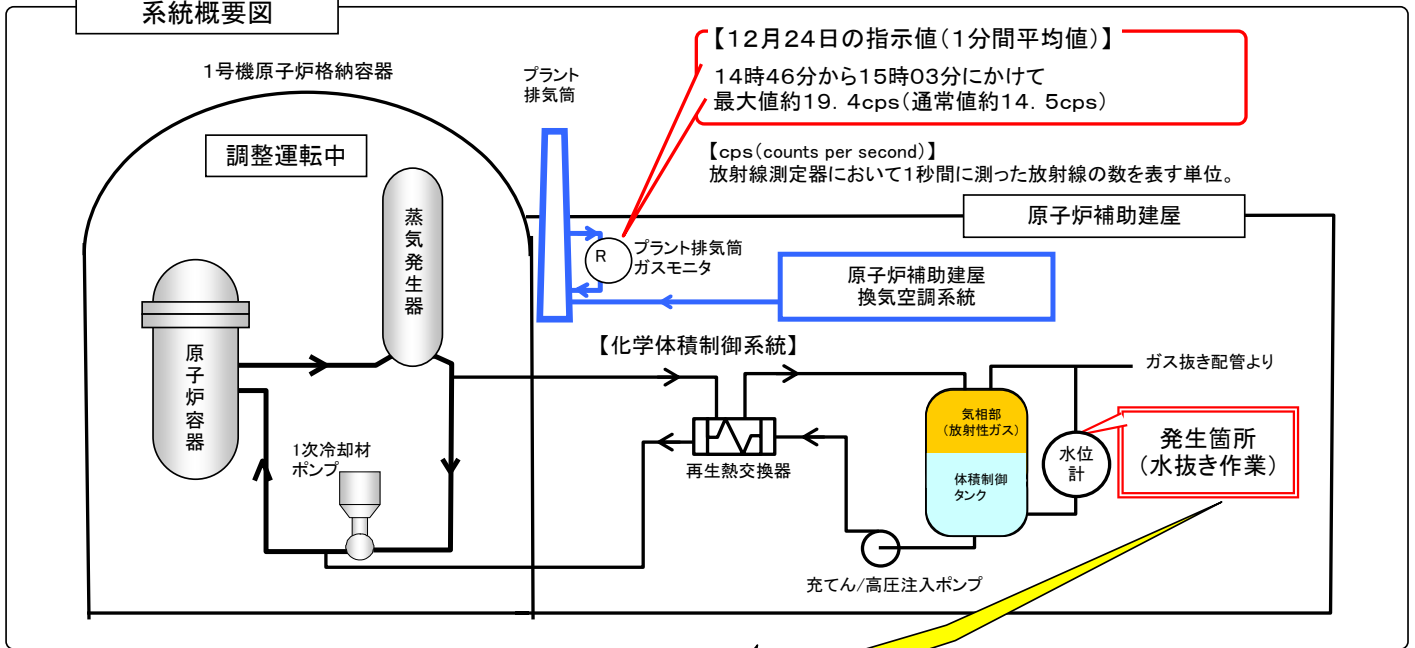 系統概要図
【12月24日の指示値(1分間平均値)】
14時46分から15時03分にかけて
最大値約19.4cps(通常値約14.5cps)
1号機原子炉格納容器
プラント
排気筒
【cps(counts per second)】
放射線測定器において1秒間に測った放射線の数を表す単位。
調整運転中
原子炉補助建屋
蒸気発生器
R
プラント排気筒
ガスモニタ
原子炉補助建屋
換気空調系統
原子炉容器
【化学体積制御系統】
ガス抜き配管より
気相部
(放射性ガス)
水位計
発生箇所
(水抜き作業)
1次冷却材
ポンプ
再生熱交換器
体積制御
タンク
充てん/高圧注入ポンプ